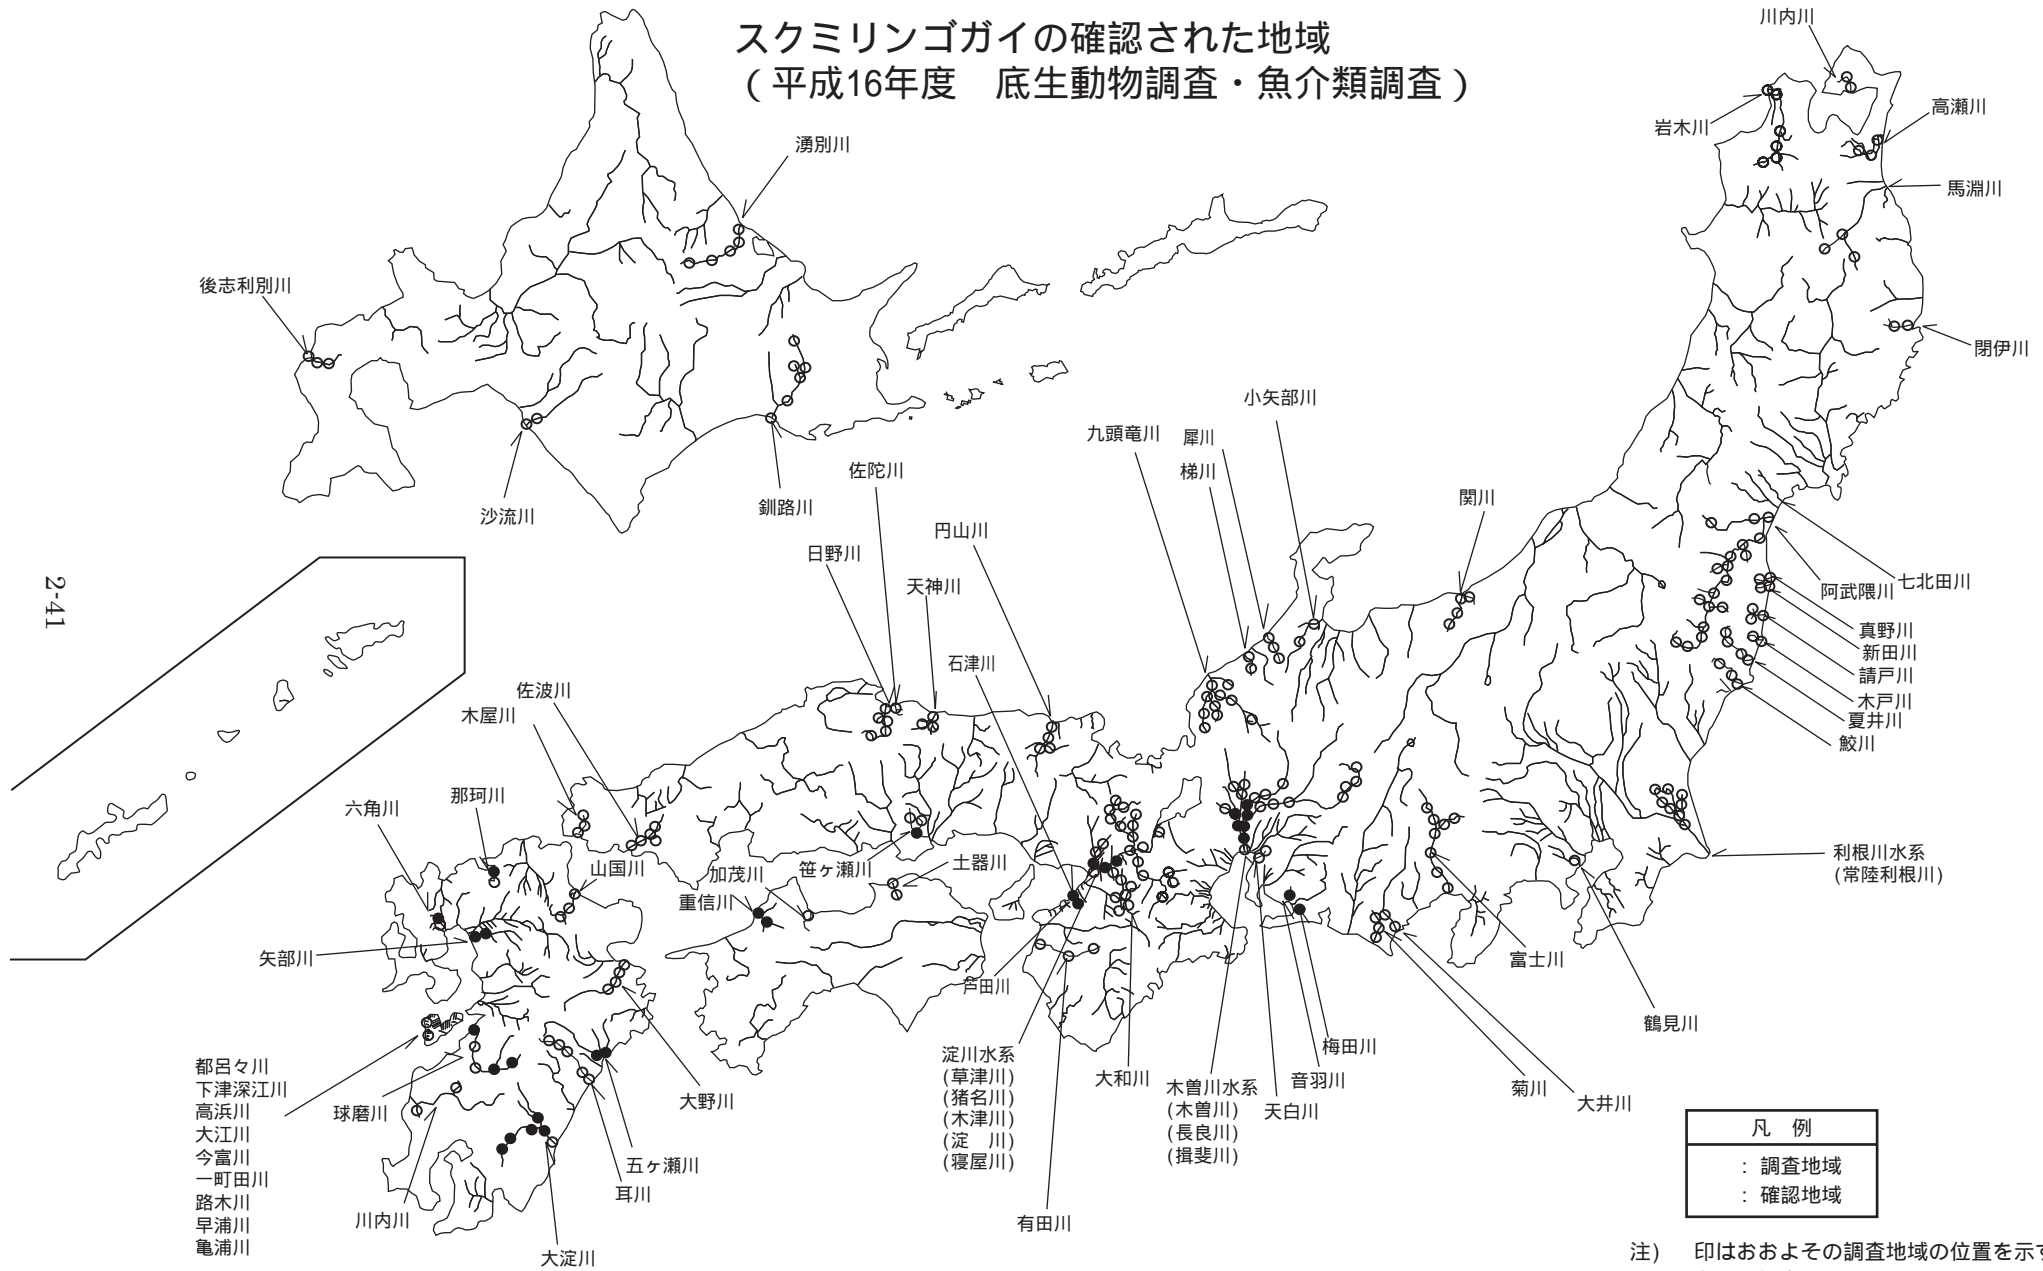 スクミリンゴガイの確認された地域
(平成16年度　底生動物調査・魚介類調査)
川内川
岩木川
高瀬川
馬淵川
閉伊川
湧別川
後志利別川
沙流川
釧路川
小矢部川
九頭竜川
犀川
梯川
関川
佐陀川
日野川
天神川
円山川
石津川
佐波川
木屋川
那珂川
六角川
七北田川
阿武隈川
真野川
新田川
請戸川
木戸川
夏井川
鮫川
利根川水系
(常陸利根川)
山国川
加茂川
重信川
笹ヶ瀬川
土器川
矢部川
芦田川
富士川
鶴見川
都呂々川
下津深江川
高浜川
大江川
今富川
一町田川
路木川
早浦川
亀浦川
球磨川
川内川
大淀川
耳川
五ヶ瀬川
大野川
淀川水系
(草津川)
(猪名川)
(木津川)
(淀　川)
(寝屋川)
有田川
大和川
木曽川水系
(木曽川)
(長良川)
(揖斐川)
天白川
音羽川
梅田川
菊川
大井川
凡　例
：調査地域
：確認地域
注)　印はおおよその調査地域の位置を示す
2-41